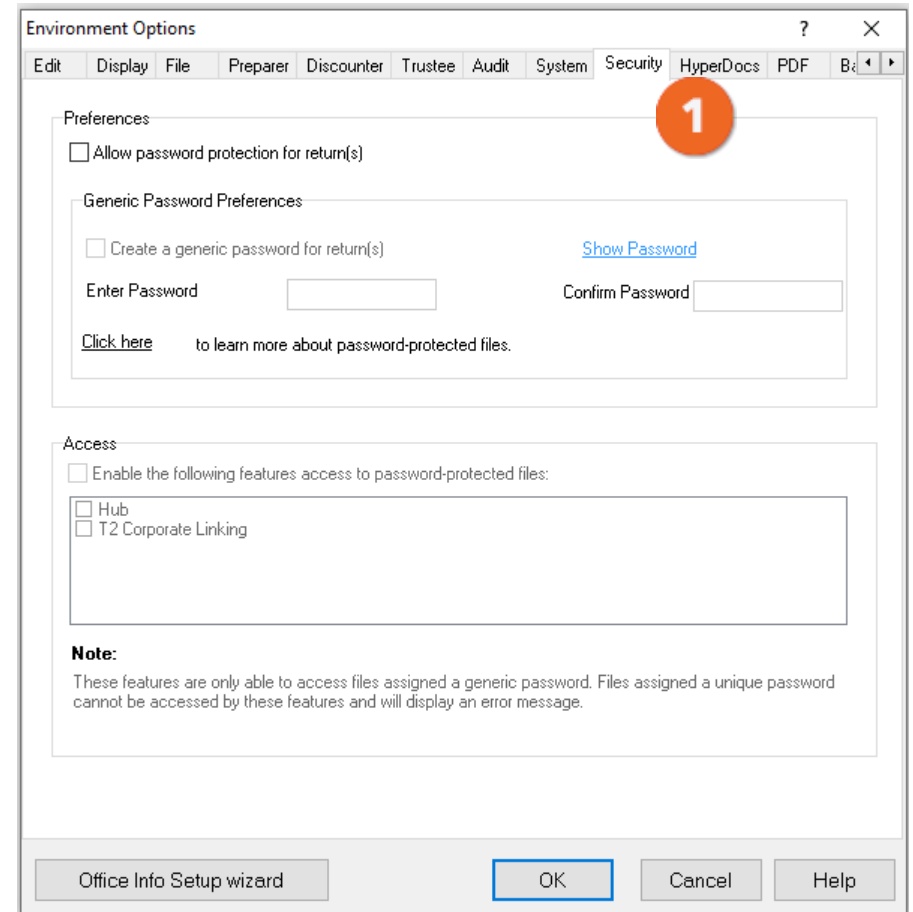 Environment Options ?
Edit Display File Preparer Discounter Trustee Audit System Security HyperDocs PDF
1
Preferences
Allow password protection for return(s)
Generic Password Preferences
Create a generic password for return(s) Show Password
Enter Password Confirm Password
Click here to learn more about password-protected files.
Access
Enable the following features access to password-protected files:
Hub
T2 Corporate Linking
Note:
These features are only able to access files assigned a generic password. Files assigned a unique password
cannot be accessed by these features and will display an error message.
Office Info Setup wizard OK Cancel Help